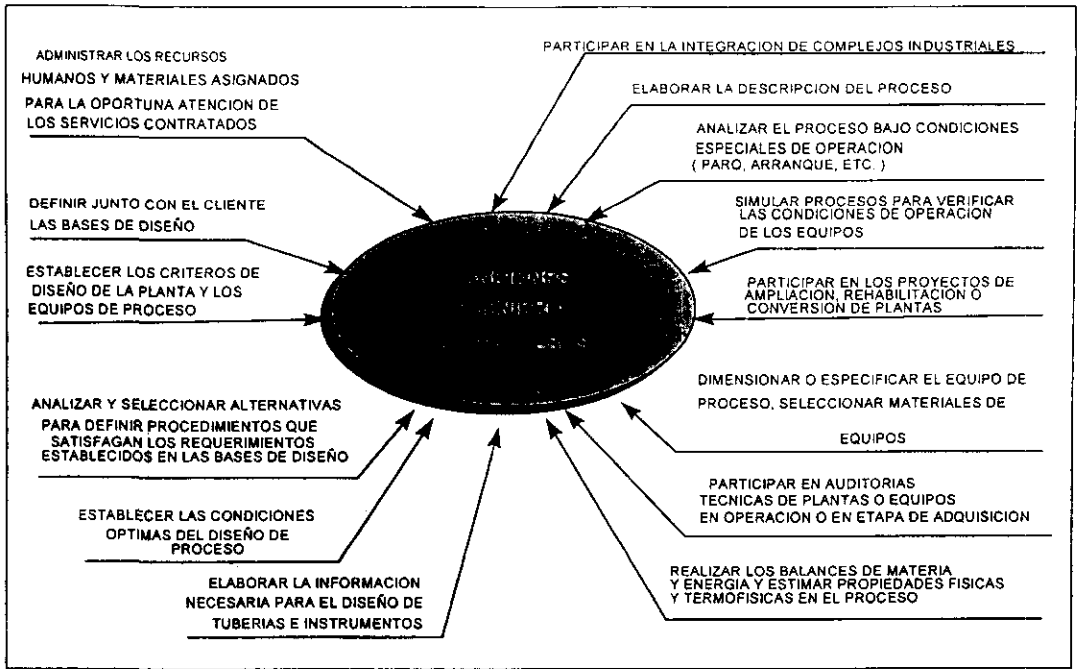 ADMINISTRAR LOS RECURSOS
HUMANOS Y MATERIALES ASIGNADOS
PARA LA OPORTUNA ATENCION DE
LOS SERVICIOS CONTRATADOS
DEFINIR JUNTO CON EL CLIENTE
LAS BASES DE DISEÑO
ESTABLECER LOS CRITEROS DE
DISEÑO DE LA PLANTA Y LOS
EQUIPOS DE PROCESO
ANALIZAR Y SELECCIONAR ALTERNATIVAS
PARA DEFINIR PROCEDIMIENTOS QUE
SATISFAGAN LOS REQUERIMIENTOS
ESTABLECIDOS EN LAS BASES DE DISEÑO
ESTABLECER LAS CONDICIONES
OPTIMAS DEL DISEÑO DE
PROCESO
ELABORAR LA INFORMACION
NECESARIA PARA EL DISEÑO DE
TUBERIAS E INSTRUMENTOS
PARTICIPAR EN LA INTEGRACION DE COMPLEJOS INDUSTRIALES
ELABORAR LA DESCRIPCION DEL PROCESO
ANALIZAR EL PROCESO BAJO CONDICIONES
ESPECIALES DE OPERACION
( PARO, ARRANQUE, ETC. )
SIMULAR PROCESOS PARA VERIFICAR
LAS CONDICIONES DE OPERACION
DE LOS EQUIPOS
PARTICIPAR EN LOS PROYECTOS DE
AMPLIACION, REHABILITACION O
CONVERSION DE PLANTAS
DIMENSIONAR O ESPECIFICAR EL EQUIPO DE
PROCESO, SELECCIONAR MATERIALES DE
EQUIPOS
PARTICIPAR EN AUDITORIAS
TECNICAS DE PLANTAS O EQUIPOS
EN OPERACION O EN ETAPA DE ADQUISICION
REALIZAR LOS BALANCES DE MATERIA
Y ENERGIA Y ESTIMAR PROPIEDADES FISICAS
Y TERMOFISICAS EN EL PROCESO